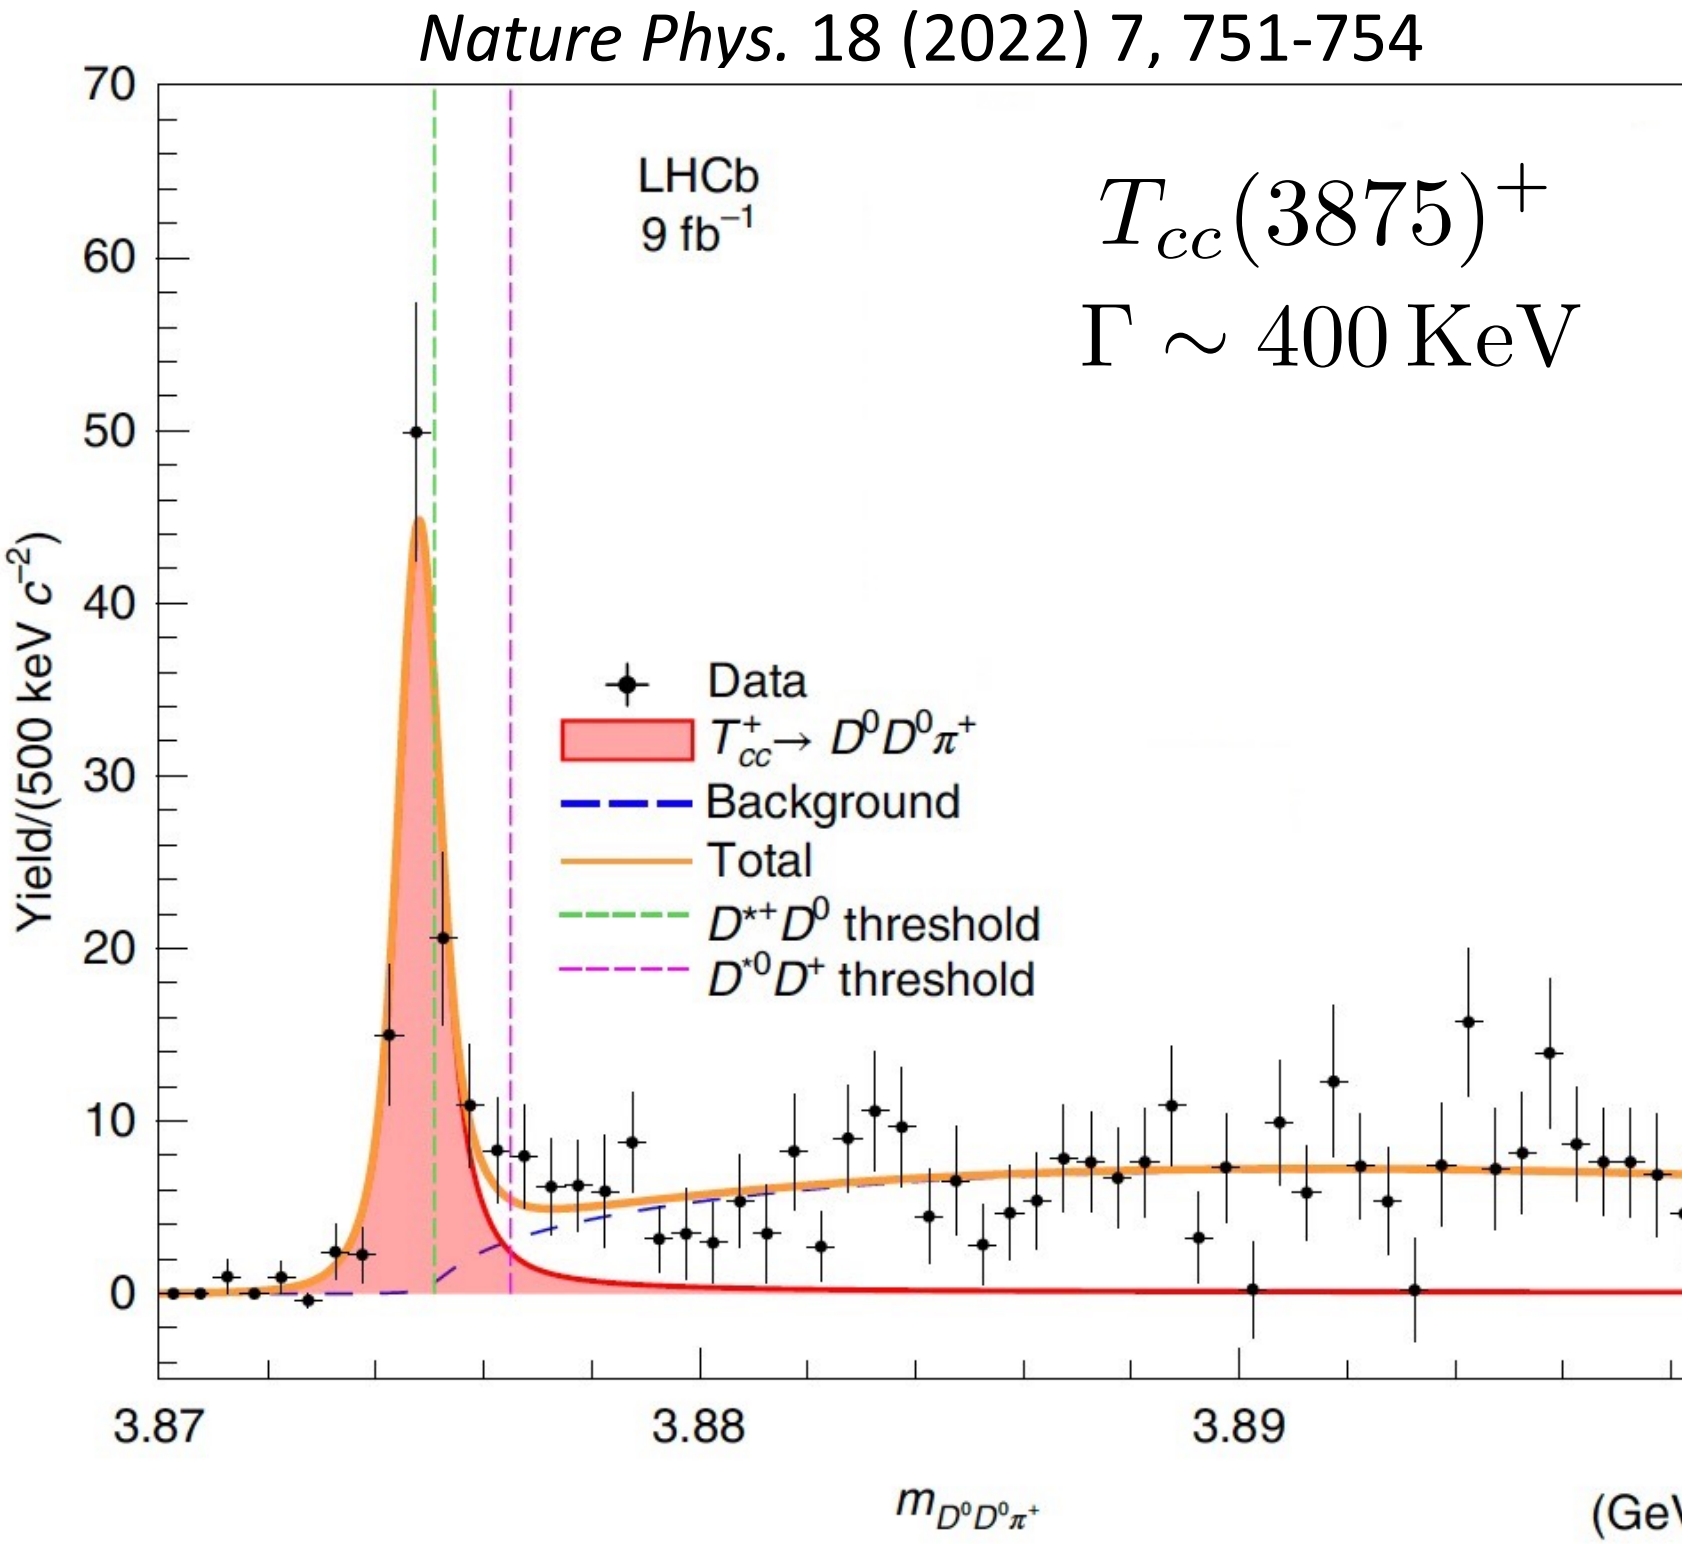 Nature Phys. 18 (2022) 7, 751-754
70
60
50
40
30
20
10
0
Yield/(500 keV c⁻²)
LHCb
9 fb⁻¹
T_cc(3875)⁺
Γ ∼ 400 KeV
Data
T⁺_cc → D⁰D⁰π⁺
Background
Total
D*⁺D⁰ threshold
D*⁰D⁺ threshold
3.87
3.88
3.89
m_D⁰D⁰π⁺
(GeV